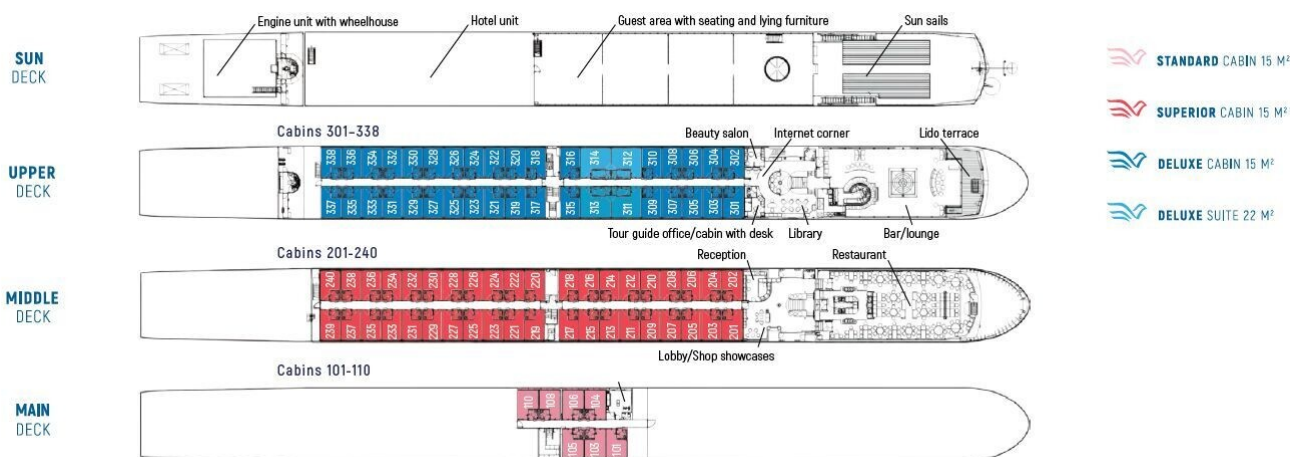 Engine unit with wheelhouse
Hotel unit
Guest area with seating and lying furniture
Sun sails
SUN
DECK
Cabins 301-338
Beauty salon
Internet corner
Lido terrace
UPPER
DECK
338 336 334 332 330 328 326 324 322 320 318 316 314 312 310 308 306 304 302
337 335 333 331 329 327 325 323 321 319 317 315 313 311 309 307 305 303 301
Tour guide office/cabin with desk
Library
Bar/lounge
Cabins 201-240
Reception
Restaurant
MIDDLE
DECK
240 238 236 234 232 230 228 226 224 222 220 218 216 214 212 210 208 206 204 202
239 237 235 233 231 229 227 225 223 221 219 217 215 213 211 209 207 205 203 201
Lobby/Shop showcases
Cabins 101-110
MAIN
DECK
110 108 106 104
105 103 101
STANDARD CABIN 15 M²
SUPERIOR CABIN 15 M²
DELUXE CABIN 15 M²
DELUXE SUITE 22 M²